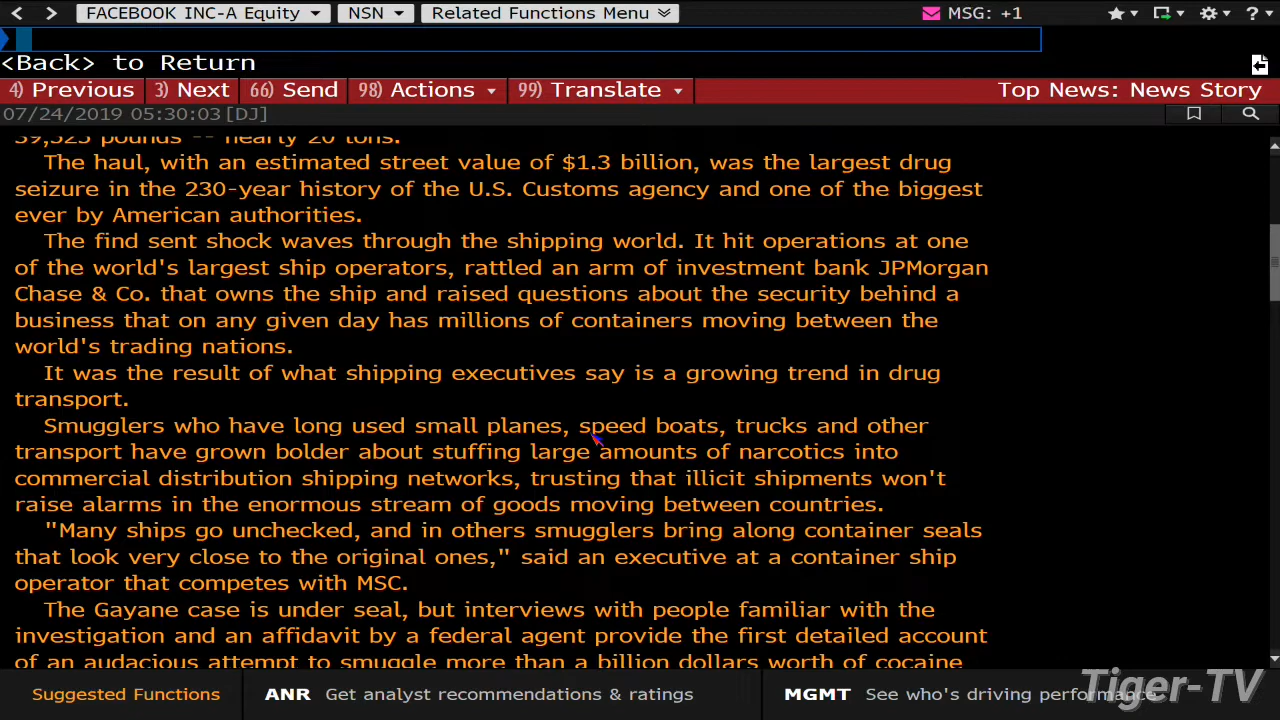 FACEBOOK INC-A Equity NSN Related Functions Menu MSG: +1
<Back> to Return
4) Previous 3) Next 66) Send 98) Actions 99) Translate Top News: News Story
07/24/2019 05:30:03[DJ]
39,525 pounds -- nearly 20 tons.
The haul, with an estimated street value of $1.3 billion, was the largest drug
seizure in the 230-year history of the U.S. Customs agency and one of the biggest
ever by American authorities.
The find sent shock waves through the shipping world. It hit operations at one
of the world's largest ship operators, rattled an arm of investment bank JPMorgan
Chase & Co. that owns the ship and raised questions about the security behind a
business that on any given day has millions of containers moving between the
world's trading nations.
It was the result of what shipping executives say is a growing trend in drug
transport.
Smugglers who have long used small planes, speed boats, trucks and other
transport have grown bolder about stuffing large amounts of narcotics into
commercial distribution shipping networks, trusting that illicit shipments won't
raise alarms in the enormous stream of goods moving between countries.
"Many ships go unchecked, and in others smugglers bring along container seals
that look very close to the original ones," said an executive at a container ship
operator that competes with MSC.
The Gayane case is under seal, but interviews with people familiar with the
investigation and an affidavit by a federal agent provide the first detailed account
of an audacious attempt to smuggle more than a billion dollars worth of cocaine
Suggested Functions ANR Get analyst recommendations & ratings MGMT See who's driving performance
Tiger-TV